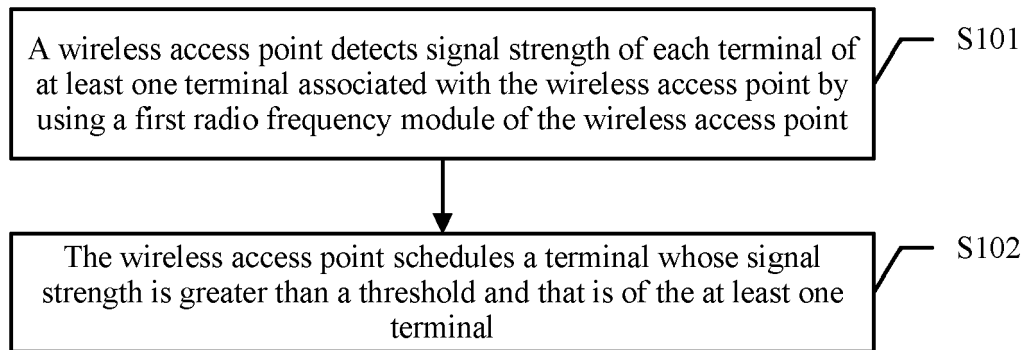 A wireless access point detects signal strength of each terminal of
at least one terminal associated with the wireless access point by
using a first radio frequency module of the wireless access point
S101
The wireless access point schedules a terminal whose signal
strength is greater than a threshold and that is of the at least one
terminal
S102